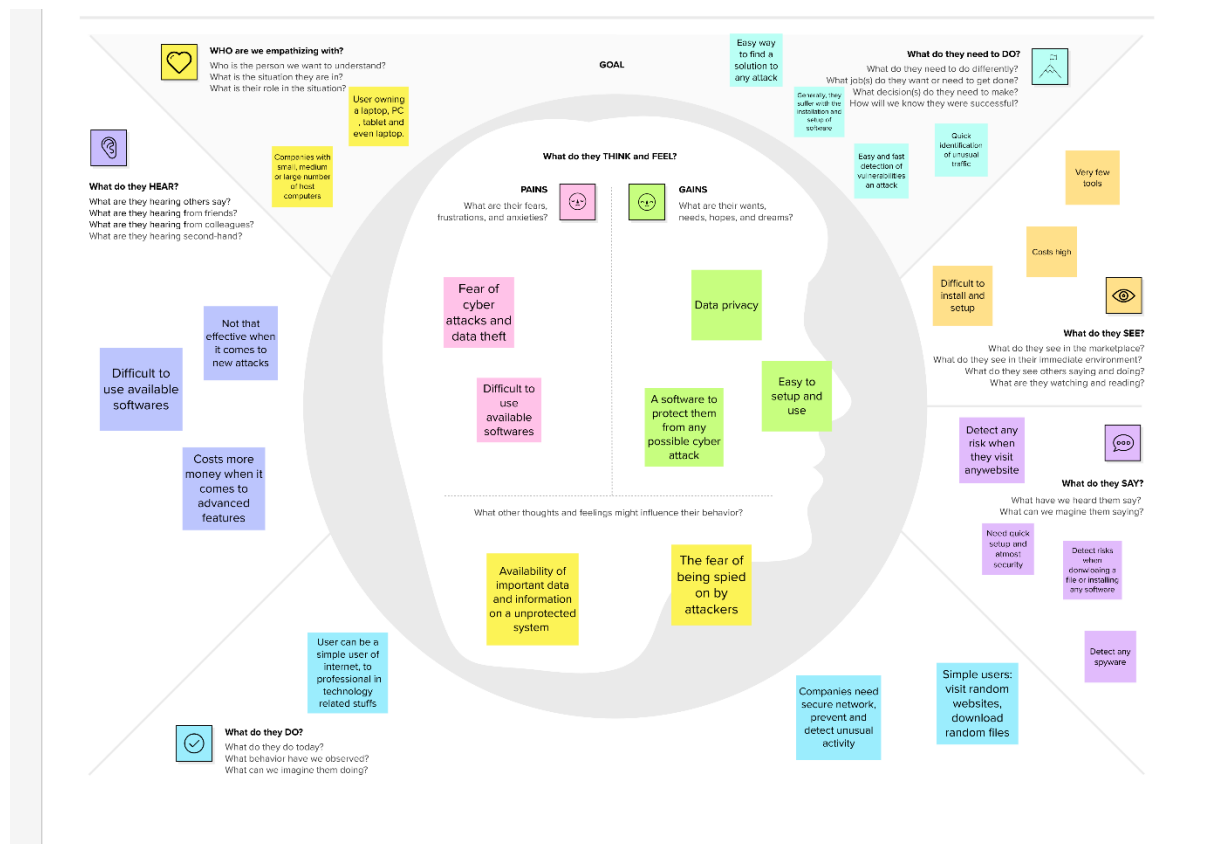 WHO are we empathizing with?
Who is the person we want to understand?
What is the situation they are in?
What is their role in the situation?
User owning
a laptop, PC
, tablet and
even laptop.
Companies with
small, medium
or large number
of host
computers
GOAL
Easy way
to find a
solution to
any attack
What do they need to DO?
What do they need to do differently?
What job(s) do they want or need to get done?
What decision(s) do they need to make?
How will we know they were successful?
Generally, they
suffer with the
installation and
setup of
software
Easy and fast
detection of
vulnerabilities
an attack
Quick
identification
of unusual
traffic
What do they HEAR?
What are they hearing others say?
What are they hearing from friends?
What are they hearing from colleagues?
What are they hearing second-hand?
Not that
effective when
it comes to
new attacks
Difficult to
use available
softwares
Costs more
money when it
comes to
advanced
features
What do they THINK and FEEL?
PAINS
What are their fears,
frustrations, and anxieties?
Fear of
cyber
attacks and
data theft
Difficult to
use
available
softwares
GAINS
What are their wants,
needs, hopes, and dreams?
Data privacy
Easy to
setup and
use
A software to
protect them
from any
possible cyber
attack
What other thoughts and feelings might influence their behavior?
Availability of
important data
and information
on a unprotected
system
The fear of
being spied
on by
attackers
Very few
tools
Costs high
Difficult to
install and
setup
What do they SEE?
What do they see in the marketplace?
What do they see in their immediate environment?
What do they see others saying and doing?
What are they watching and reading?
Detect any
risk when
they visit
anywebsite
What do they SAY?
What have we heard them say?
What can we magine them saying?
Need quick
setup and
atmost
security
Detect risks
when
donwlooing a
file or installing
any software
Detect any
spyware
User can be a
simple user of
internet, to
professional in
technology
related stuffs
What do they DO?
What do they do today?
What behavior have we observed?
What can we imagine them doing?
Companies need
secure network,
prevent and
detect unusual
activity
Simple users:
visit random
websites,
download
random files